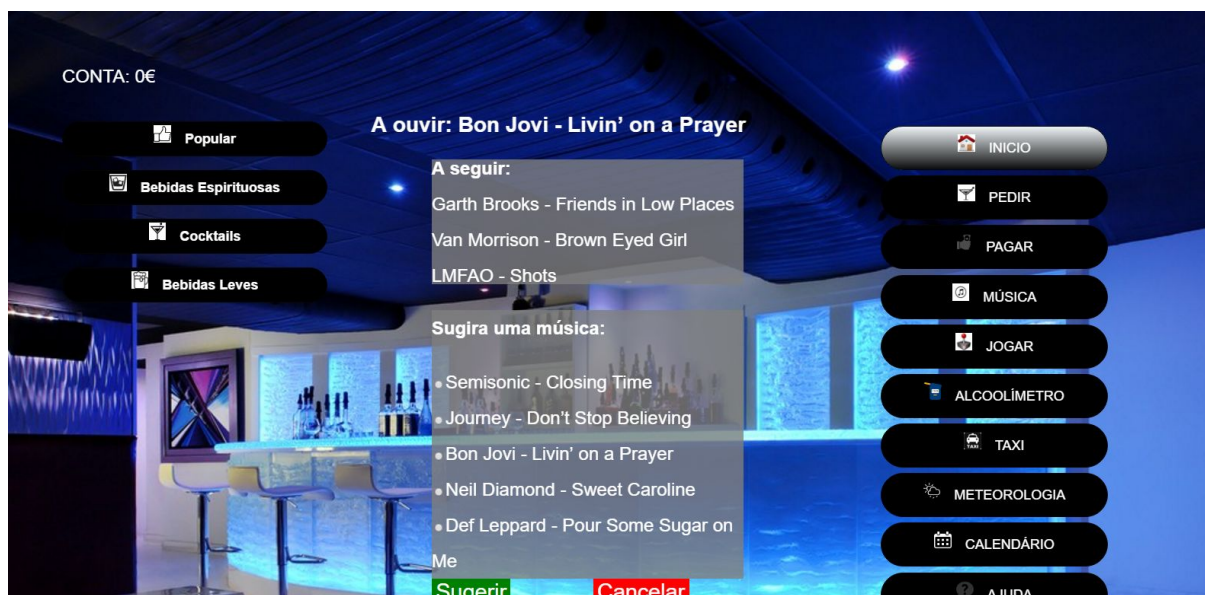 CONTA: 0€
Popular
Bebidas Espirituosas
Cocktails
Bebidas Leves
A ouvir: Bon Jovi - Livin’ on a Prayer
A seguir:
Garth Brooks - Friends in Low Places
Van Morrison - Brown Eyed Girl
LMFAO - Shots
Sugira uma música:
Semisonic - Closing Time
Journey - Don’t Stop Believing
Bon Jovi - Livin’ on a Prayer
Neil Diamond - Sweet Caroline
Def Leppard - Pour Some Sugar on
Me
Sugerir
Cancelar
INICIO
PEDIR
PAGAR
MÚSICA
JOGAR
ALCOOLÍMETRO
TAXI
METEOROLOGIA
CALENDÁRIO
AJUDA